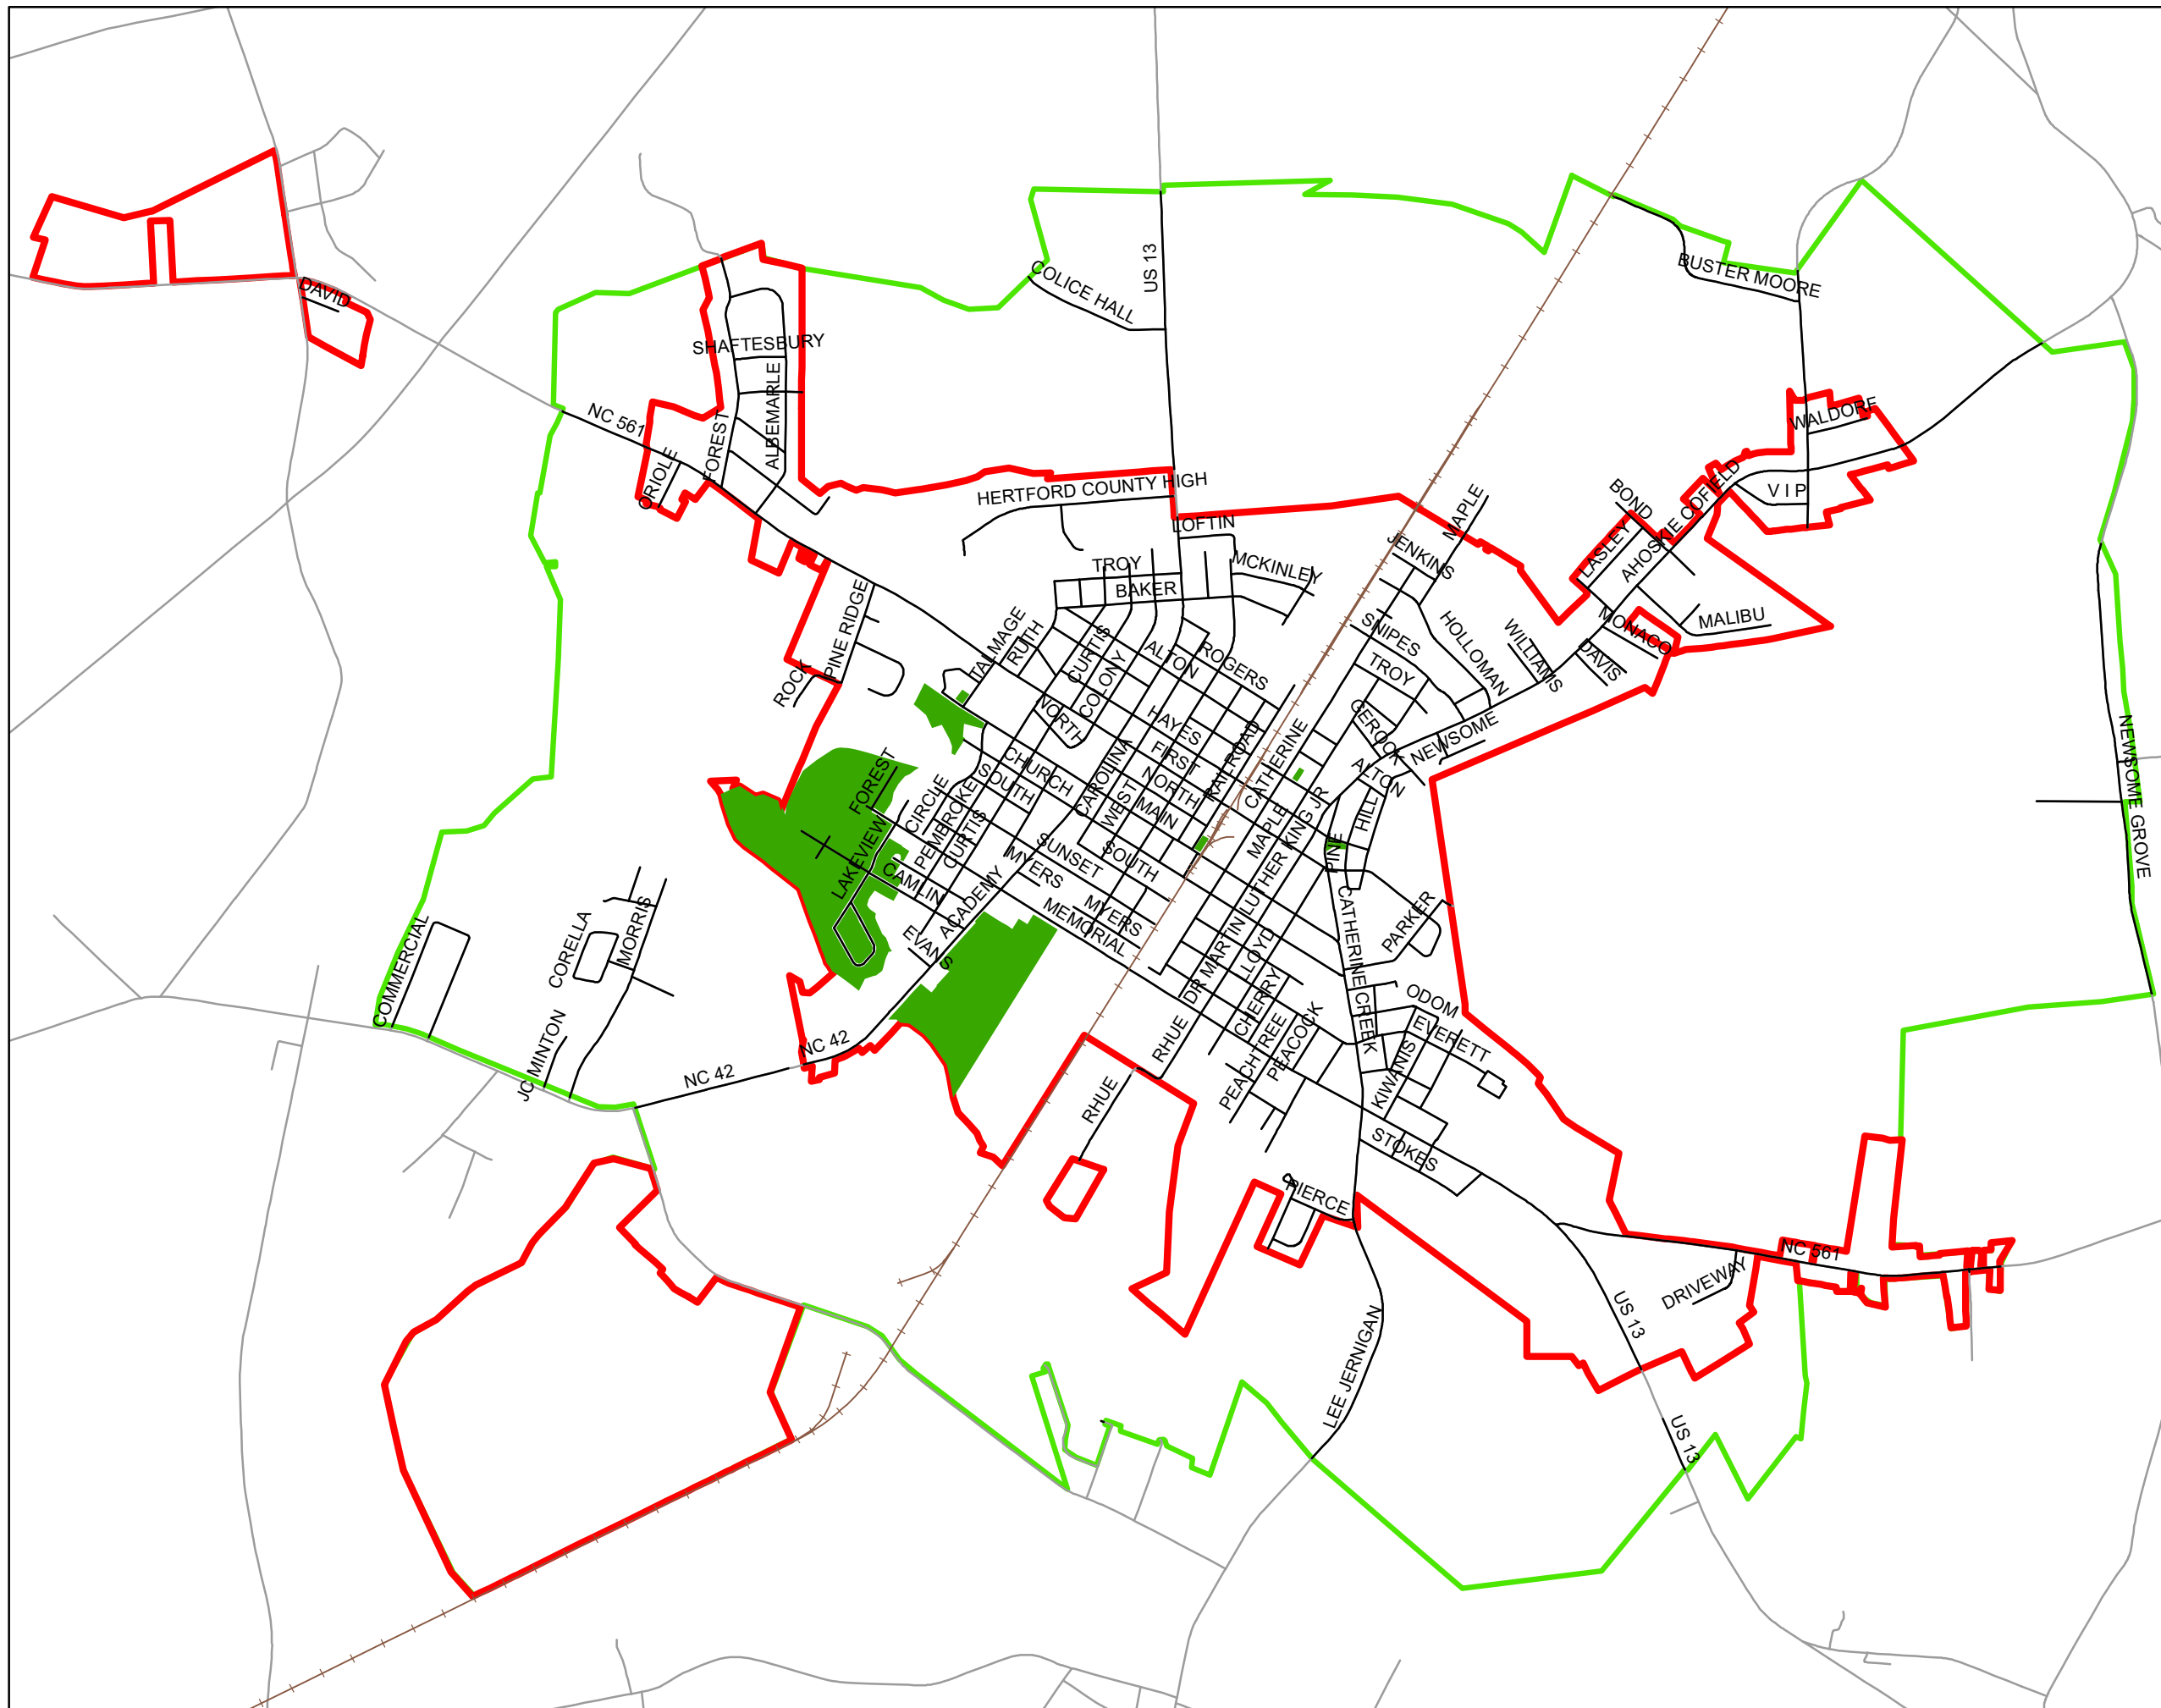 US 13
COLICE HALL
BUSTER MOORE
DAVID
SHAFTESBURY
ALBEMARLE
NC 561
FOREST
ORIOLE
WALDORF
V I P
BOND
AHOSKIE COFIELD
LASLEY
MALIBU
MONACO
DAVIS
WILLIAMS
HOLLOMAN
HERTFORD COUNTY HIGH
LOFTIN
TROY
BAKER
MCKINLEY
MAPLE
JENKINS
SNIPES
TROY
GEROCK
NEWSOME
ALTON
HILL
PINE RIDGE
ROCK
TALMAGE
RUTH
CURTIS
COLONY
ALTON
ROGERS
NORTH
HAYES
FIRST
NORTH
MAIN
RAILROAD
CATHERINE
CHURCH
SOUTH
CAROLINA
WEST
FOREST
CIRCLE
PEMBROKE
CURTIS
LAKEVIEW
CAMLIN
ACADEMY
EVANS
MYERS
SUNSET
SOUTH
MYERS
MEMORIAL
MAPLE
DR MARTIN LUTHER KING JR
PINE
CATHERINE CREEK
PARKER
LLOYD
CHERRY
PEACHTREE
PEACOCK
ODOM
EVERETT
KIWANIS
STOKES
RHUE
RHUE
PIERCE
NEWSOME GROVE
COMMERCIAL
CORELLA
MORRIS
JC MINTON
NC 42
NC 42
NC 561
DRIVEWAY
US 13
LEE JERNIGAN
US 13